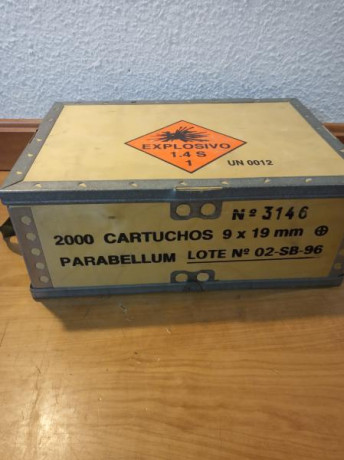 EXPLOSIVO
1.4 S
1
UN 0012
Nº 3146
2000 CARTUCHOS 9 x 19 mm ⊕
PARABELLUM LOTE Nº 02-SB-96